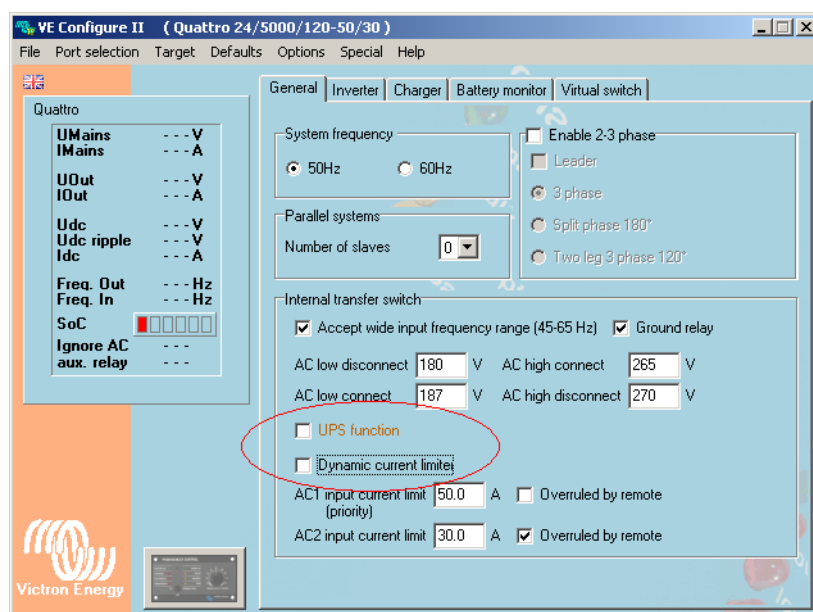 VE Configure II ( Quattro 24/5000/120-50/30 )
File Port selection Target Defaults Options Special Help
General Inverter Charger Battery monitor Virtual switch
Quattro
UMains - - - V
IMains - - - A
UOut - - - V
IOut - - - A
Udc - - - V
Udc ripple - - - V
Idc - - - A
Freq. Out - - - Hz
Freq. In - - - Hz
SoC
Ignore AC - - -
aux. relay - - -
System frequency
50Hz 60Hz
Parallel systems
Number of slaves 0
Enable 2-3 phase
Leader
3 phase
Split phase 180°
Two leg 3 phase 120°
Internal transfer switch
Accept wide input frequency range (45-65 Hz) Ground relay
AC low disconnect 180 V AC high connect 265 V
AC low connect 187 V AC high disconnect 270 V
UPS function
Dynamic current limiter
AC1 input current limit 50.0 A Overruled by remote
(priority)
AC2 input current limit 30.0 A Overruled by remote
Victron Energy